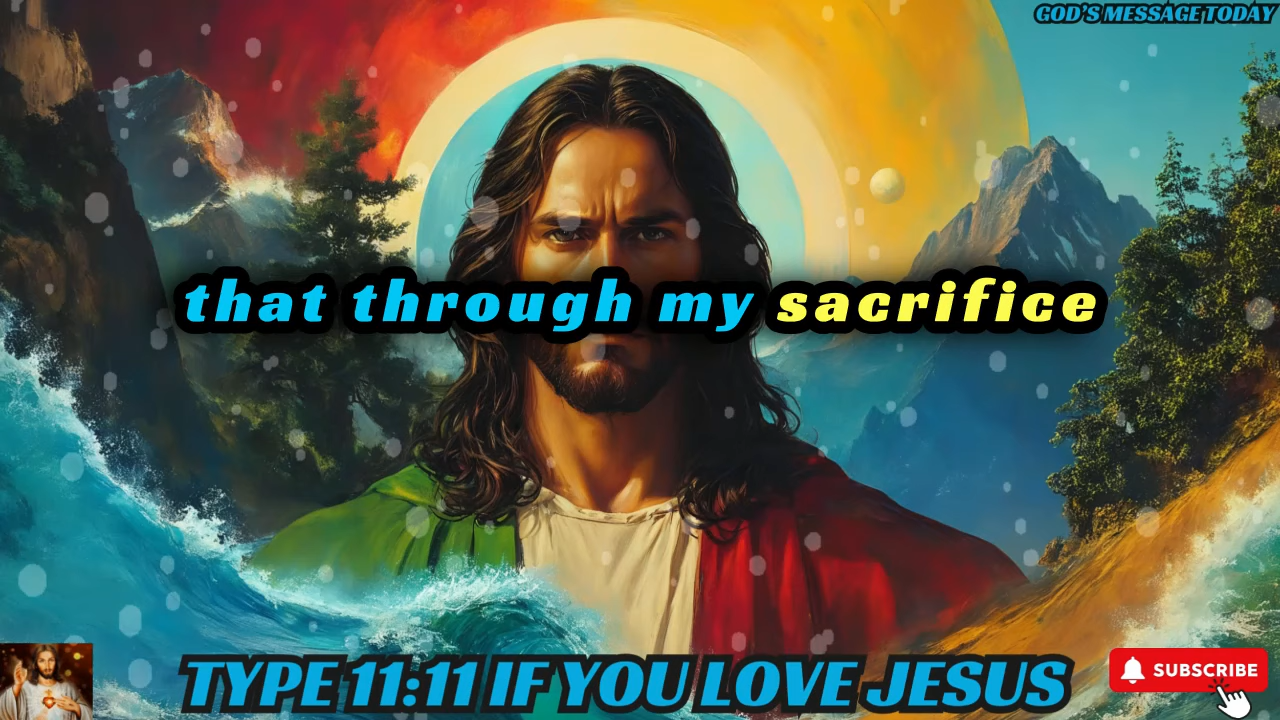 GOD'S MESSAGE TODAY
that through my sacrifice
TYPE 11:11 IF YOU LOVE JESUS
SUBSCRIBE